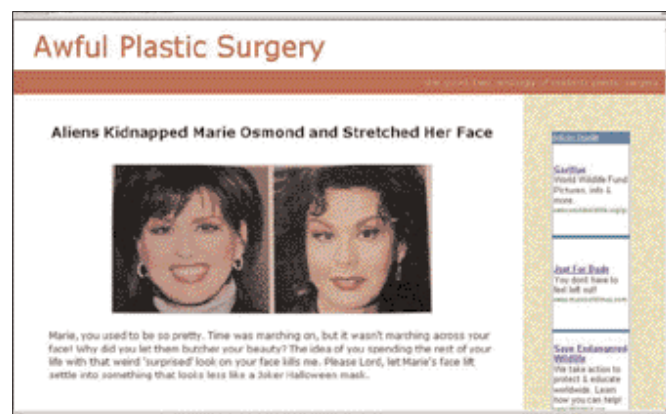 Awful Plastic Surgery
Aliens Kidnapped Marie Osmond and Stretched Her Face
Marie, you used to be so pretty. Time was marching on, but it wasn't marching across your
face! Why did you let them butcher your beauty? The idea of you spending the rest of your
life with that weird 'surprised' look on your face kills me. Please Lord, let Marie's face lift
settle into something that looks less like a Joker Halloween mask.
World Wildlife Fund
Pictures, info &
more.
Just For Dads
You dont have to
feel left out!
Save Endangered
Wildlife
We take action to
protect & educate
worldwide. Learn
how you can help!